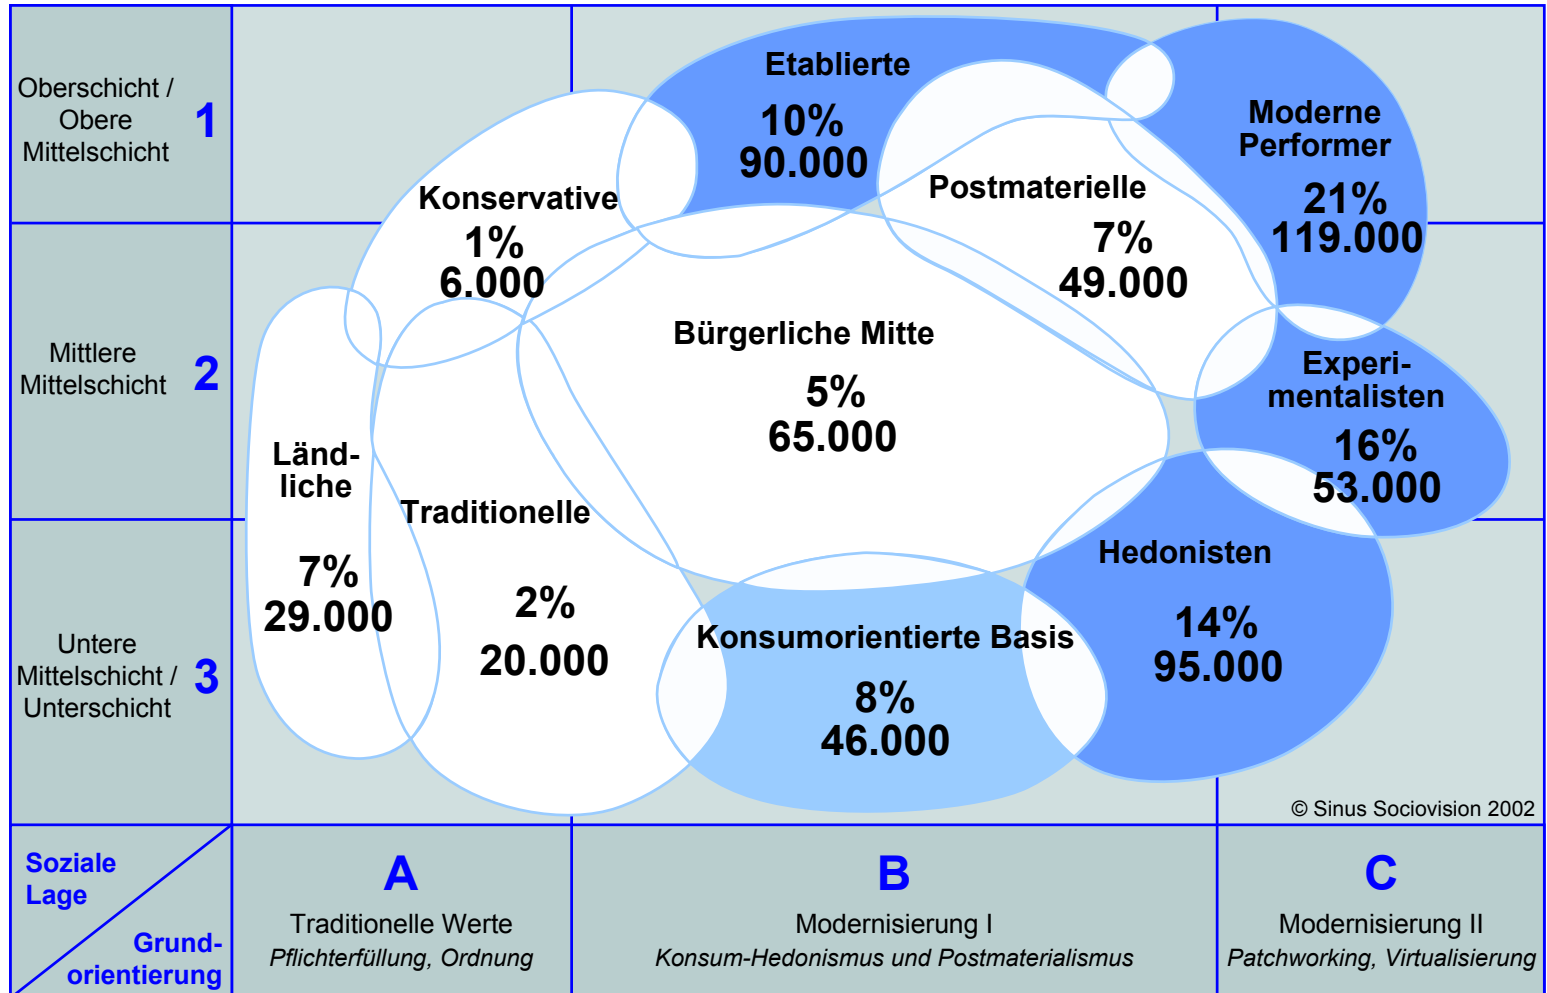 Oberschicht /
Obere
Mittelschicht
1
Mittlere
Mittelschicht
2
Untere
Mittelschicht /
Unterschicht
3
Etablierte
10%
90.000
Moderne
Performer
21%
119.000
Konservative
1%
6.000
Postmaterielle
7%
49.000
Bürgerliche Mitte
5%
65.000
Experi-
mentalisten
16%
53.000
Länd-
liche
7%
29.000
Traditionelle
2%
20.000
Konsumorientierte Basis
8%
46.000
Hedonisten
14%
95.000
© Sinus Sociovision 2002
Soziale
Lage
Grund-
orientierung
A
Traditionelle Werte
Pflichterfüllung, Ordnung
B
Modernisierung I
Konsum-Hedonismus und Postmaterialismus
C
Modernisierung II
Patchworking, Virtualisierung